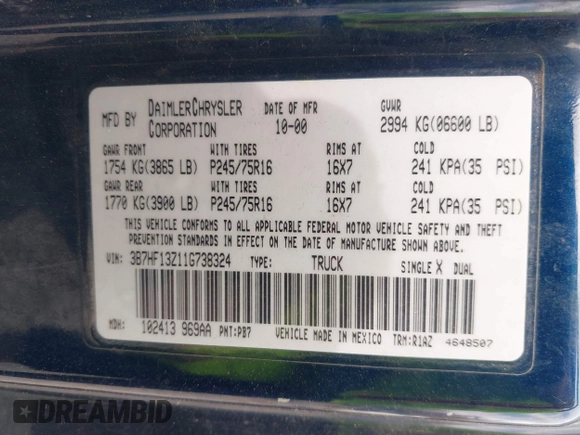 MFD BY DAIMLERCHRYSLER CORPORATION DATE OF MFR 10-00 GVWR 2994 KG(06600 LB)
GAWR FRONT WITH TIRES RIMS AT COLD
1754 KG(3865 LB) P245/75R16 16X7 241 KPA(35 PSI)
GAWR REAR WITH TIRES RIMS AT COLD
1770 KG(3900 LB) P245/75R16 16X7 241 KPA(35 PSI)
THIS VEHICLE CONFORMS TO ALL APPLICABLE FEDERAL MOTOR VEHICLE SAFETY AND THEFT
PREVENTION STANDARDS IN EFFECT ON THE DATE OF MANUFACTURE SHOWN ABOVE
VIN: 3B7HF13Z11G738324 TYPE: TRUCK SINGLE X DUAL
MDH: 102413 969AA PNT:PB7 VEHICLE MADE IN MEXICO TRM:R1AZ 4648507
DREAMBID